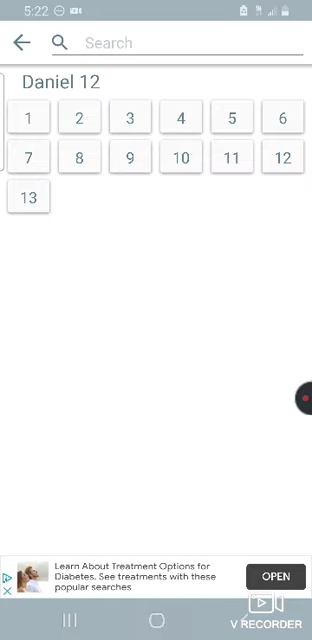 5:22
Search
Daniel 12
1 2 3 4 5 6
7 8 9 10 11 12
13
Learn About Treatment Options for
Diabetes. See treatments with these
popular searches
OPEN
V RECORDER